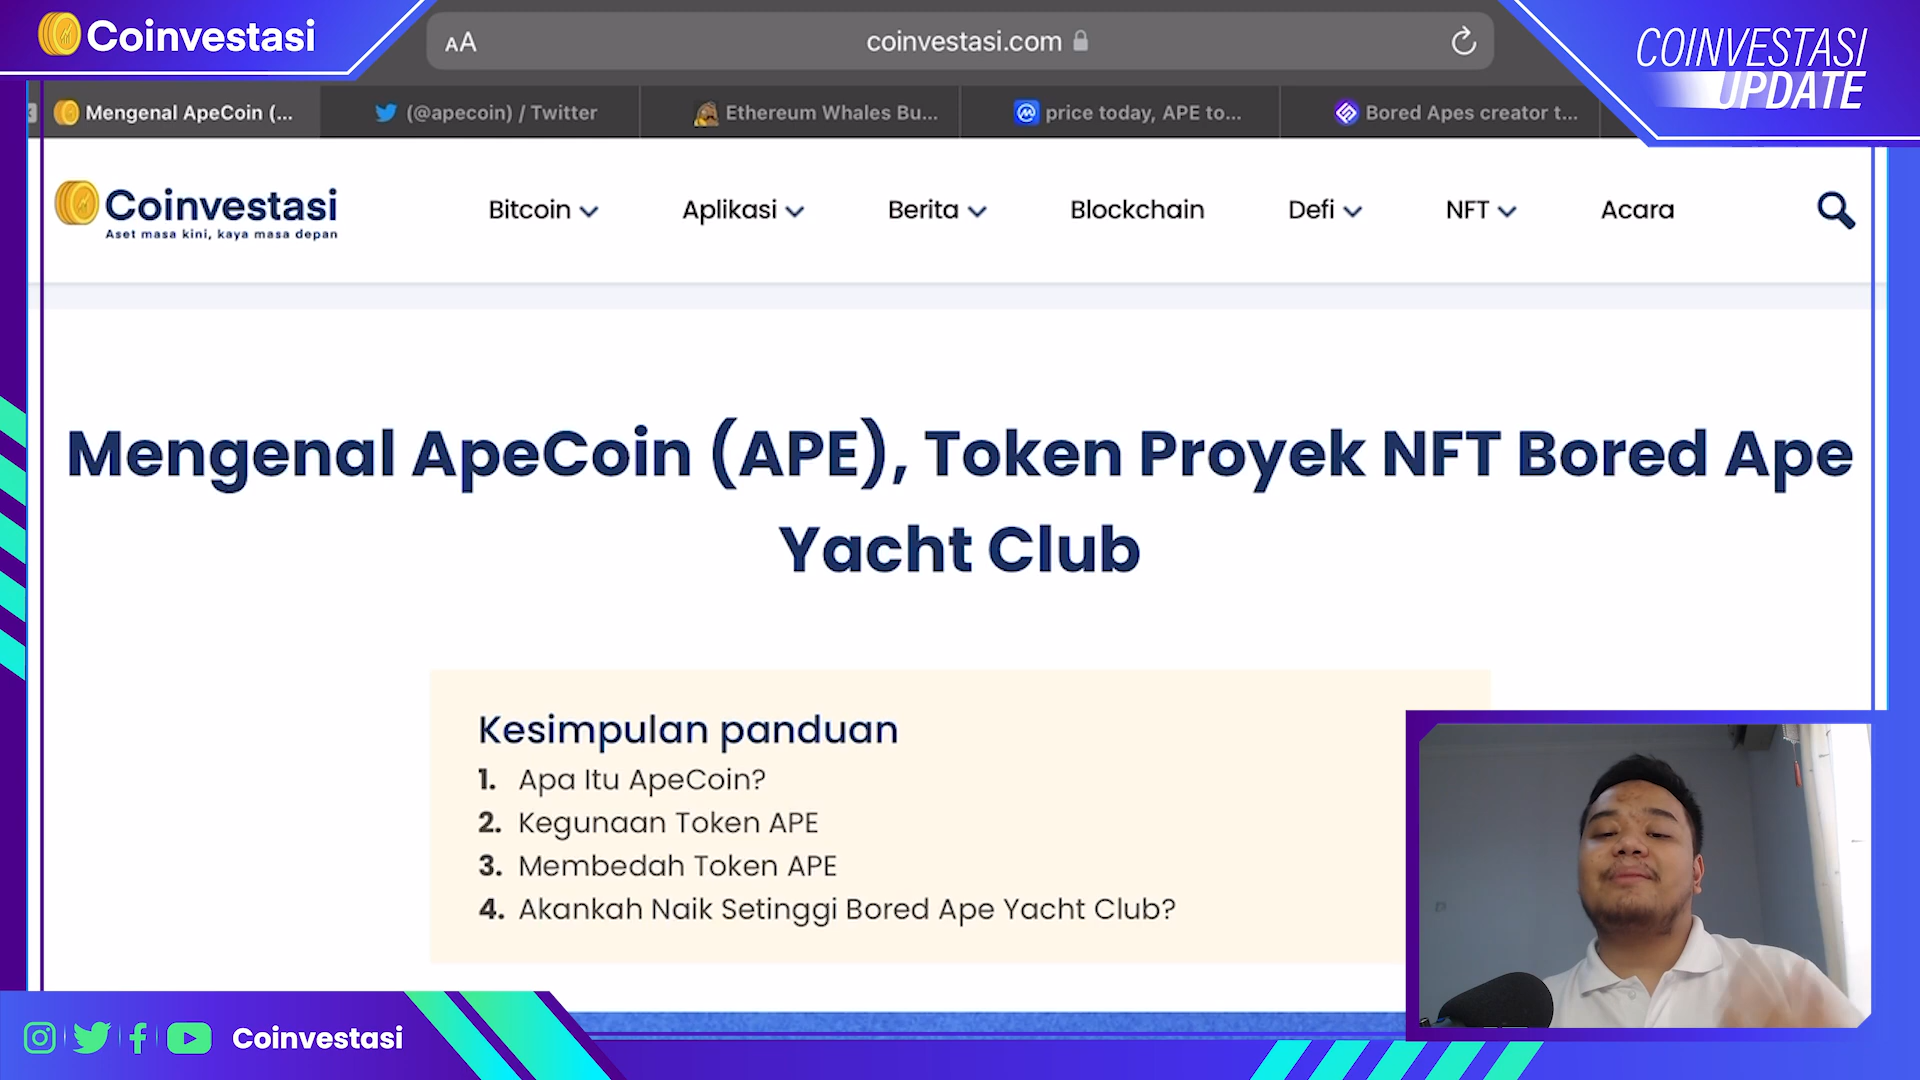 Coinvestasi
AA
coinvestasi.com
COINVESTASI
UPDATE
Mengenal ApeCoin (...
(@apecoin) / Twitter
Ethereum Whales Bu...
price today, APE to...
Bored Apes creator t...
Coinvestasi
Aset masa kini, kaya masa depan
Bitcoin
Aplikasi
Berita
Blockchain
Defi
NFT
Acara
Mengenal ApeCoin (APE), Token Proyek NFT Bored Ape
Yacht Club
Kesimpulan panduan
1. Apa Itu ApeCoin?
2. Kegunaan Token APE
3. Membedah Token APE
4. Akankah Naik Setinggi Bored Ape Yacht Club?
Coinvestasi